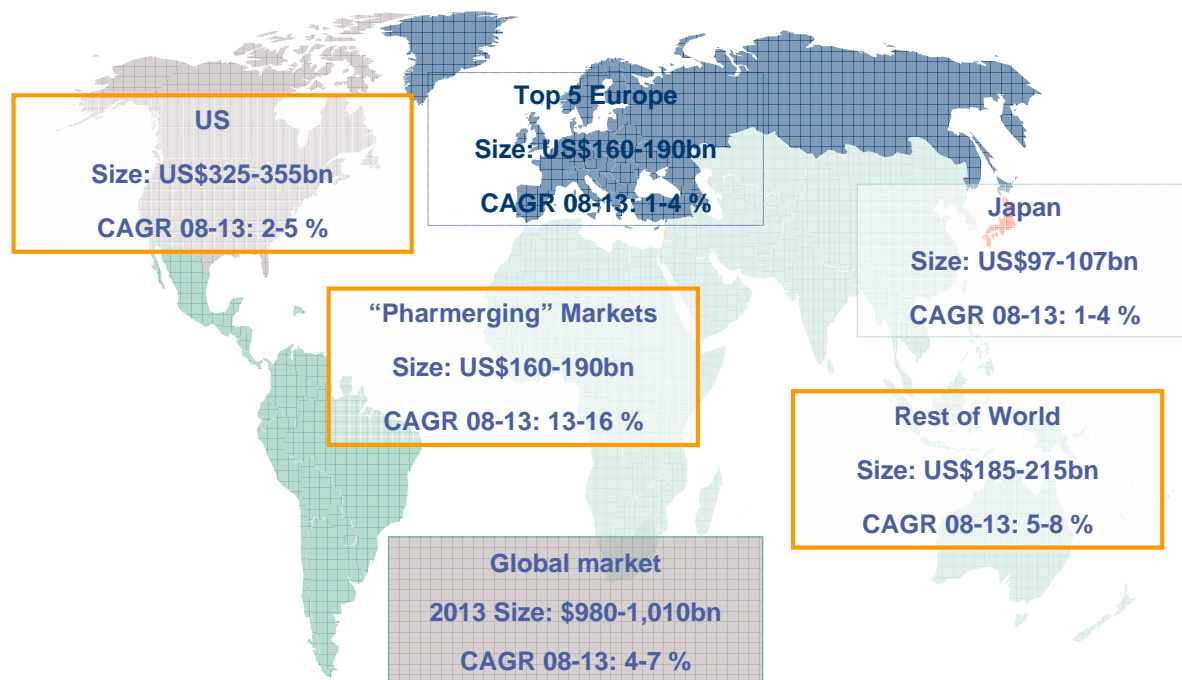 US
Size: US$325-355bn
CAGR 08-13: 2-5 %
Top 5 Europe
Size: US$160-190bn
CAGR 08-13: 1-4 %
Japan
Size: US$97-107bn
CAGR 08-13: 1-4 %
“Pharmerging” Markets
Size: US$160-190bn
CAGR 08-13: 13-16 %
Rest of World
Size: US$185-215bn
CAGR 08-13: 5-8 %
Global market
2013 Size: $980-1,010bn
CAGR 08-13: 4-7 %